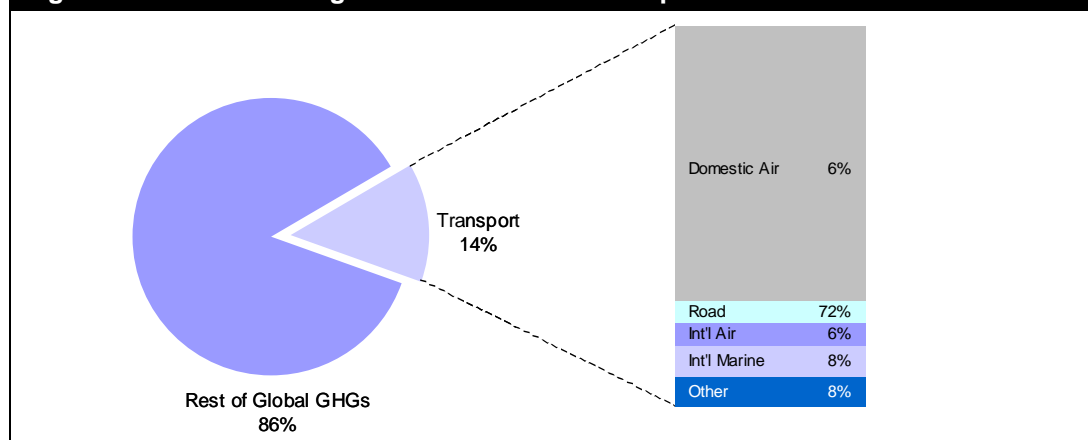 Transport
14%
Rest of Global GHGs
86%
Domestic Air 6%
Road 72%
Int'l Air 6%
Int'l Marine 8%
Other 8%